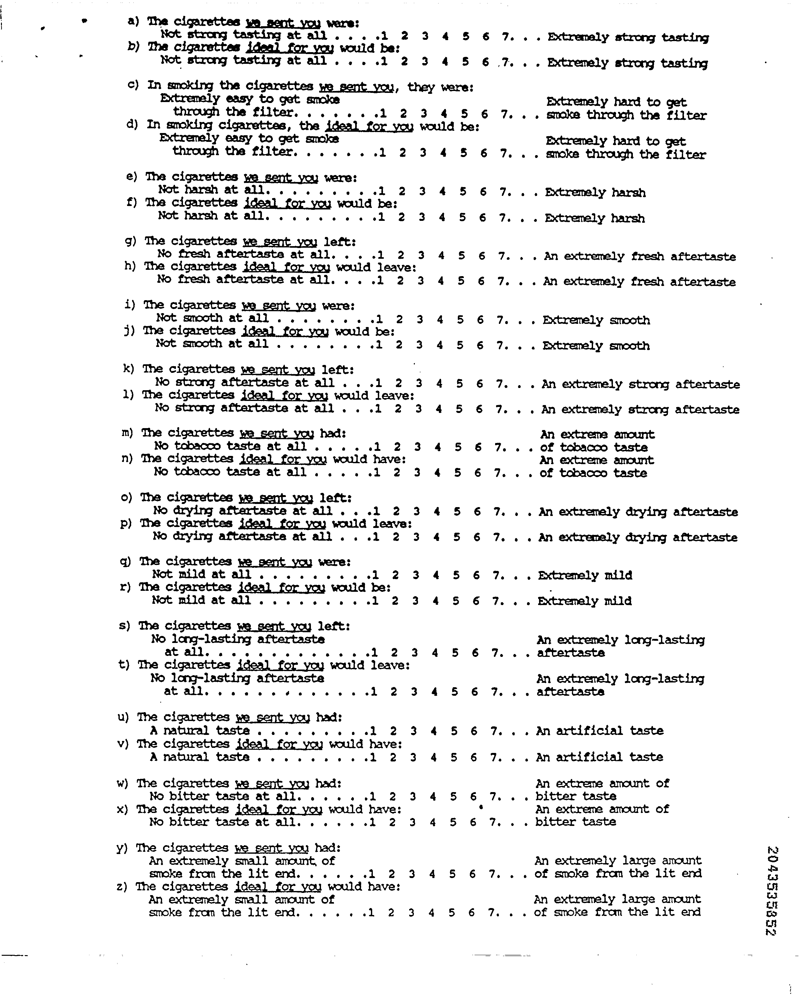 a) The cigarettes we sent you were:
Not strong tasting at all . . . .1 2 3 4 5 6 7. . . Extremely strong tasting
b) The cigarettes ideal for you would be:
Not strong tasting at all . . . .1 2 3 4 5 6 7. . . Extremely strong tasting
c) In smoking the cigarettes we sent you, they were:
Extremely easy to get smoke Extremely hard to get
through the filter. . . . . . .1 2 3 4 5 6 7. . . smoke through the filter
d) In smoking cigarettes, the ideal for you would be:
Extremely easy to get smoke Extremely hard to get
through the filter. . . . . . .1 2 3 4 5 6 7. . . smoke through the filter
e) The cigarettes we sent you were:
Not harsh at all. . . . . . . . .1 2 3 4 5 6 7. . . Extremely harsh
f) The cigarettes ideal for you would be:
Not harsh at all. . . . . . . . .1 2 3 4 5 6 7. . . Extremely harsh
g) The cigarettes we sent you left:
No fresh aftertaste at all. . . .1 2 3 4 5 6 7. . . An extremely fresh aftertaste
h) The cigarettes ideal for you would leave:
No fresh aftertaste at all. . . .1 2 3 4 5 6 7. . . An extremely fresh aftertaste
i) The cigarettes we sent you were:
Not smooth at all . . . . . . . .1 2 3 4 5 6 7. . . Extremely smooth
j) The cigarettes ideal for you would be:
Not smooth at all . . . . . . . .1 2 3 4 5 6 7. . . Extremely smooth
k) The cigarettes we sent you left:
No strong aftertaste at all . . .1 2 3 4 5 6 7. . . An extremely strong aftertaste
l) The cigarettes ideal for you would leave:
No strong aftertaste at all . . .1 2 3 4 5 6 7. . . An extremely strong aftertaste
m) The cigarettes we sent you had: An extreme amount
No tobacco taste at all . . . . .1 2 3 4 5 6 7. . . of tobacco taste
n) The cigarettes ideal for you would have: An extreme amount
No tobacco taste at all . . . . .1 2 3 4 5 6 7. . . of tobacco taste
o) The cigarettes we sent you left:
No drying aftertaste at all . . .1 2 3 4 5 6 7. . . An extremely drying aftertaste
p) The cigarettes ideal for you would leave:
No drying aftertaste at all . . .1 2 3 4 5 6 7. . . An extremely drying aftertaste
q) The cigarettes we sent you were:
Not mild at all . . . . . . . . .1 2 3 4 5 6 7. . . Extremely mild
r) The cigarettes ideal for you would be:
Not mild at all . . . . . . . . .1 2 3 4 5 6 7. . . Extremely mild
s) The cigarettes we sent you left:
No long-lasting aftertaste An extremely long-lasting
at all. . . . . . . . . . . . .1 2 3 4 5 6 7. . . aftertaste
t) The cigarettes ideal for you would leave:
No long-lasting aftertaste An extremely long-lasting
at all. . . . . . . . . . . . .1 2 3 4 5 6 7. . . aftertaste
u) The cigarettes we sent you had:
A natural taste . . . . . . . . .1 2 3 4 5 6 7. . . An artificial taste
v) The cigarettes ideal for you would have:
A natural taste . . . . . . . . .1 2 3 4 5 6 7. . . An artificial taste
w) The cigarettes we sent you had: An extreme amount of
No bitter taste at all. . . . . .1 2 3 4 5 6 7. . . bitter taste
x) The cigarettes ideal for you would have: An extreme amount of
No bitter taste at all. . . . . .1 2 3 4 5 6 7. . . bitter taste
y) The cigarettes we sent you had:
An extremely small amount of An extremely large amount
smoke from the lit end. . . . . .1 2 3 4 5 6 7. . . of smoke from the lit end
z) The cigarettes ideal for you would have:
An extremely small amount of An extremely large amount
smoke from the lit end. . . . . .1 2 3 4 5 6 7. . . of smoke from the lit end
2043535852